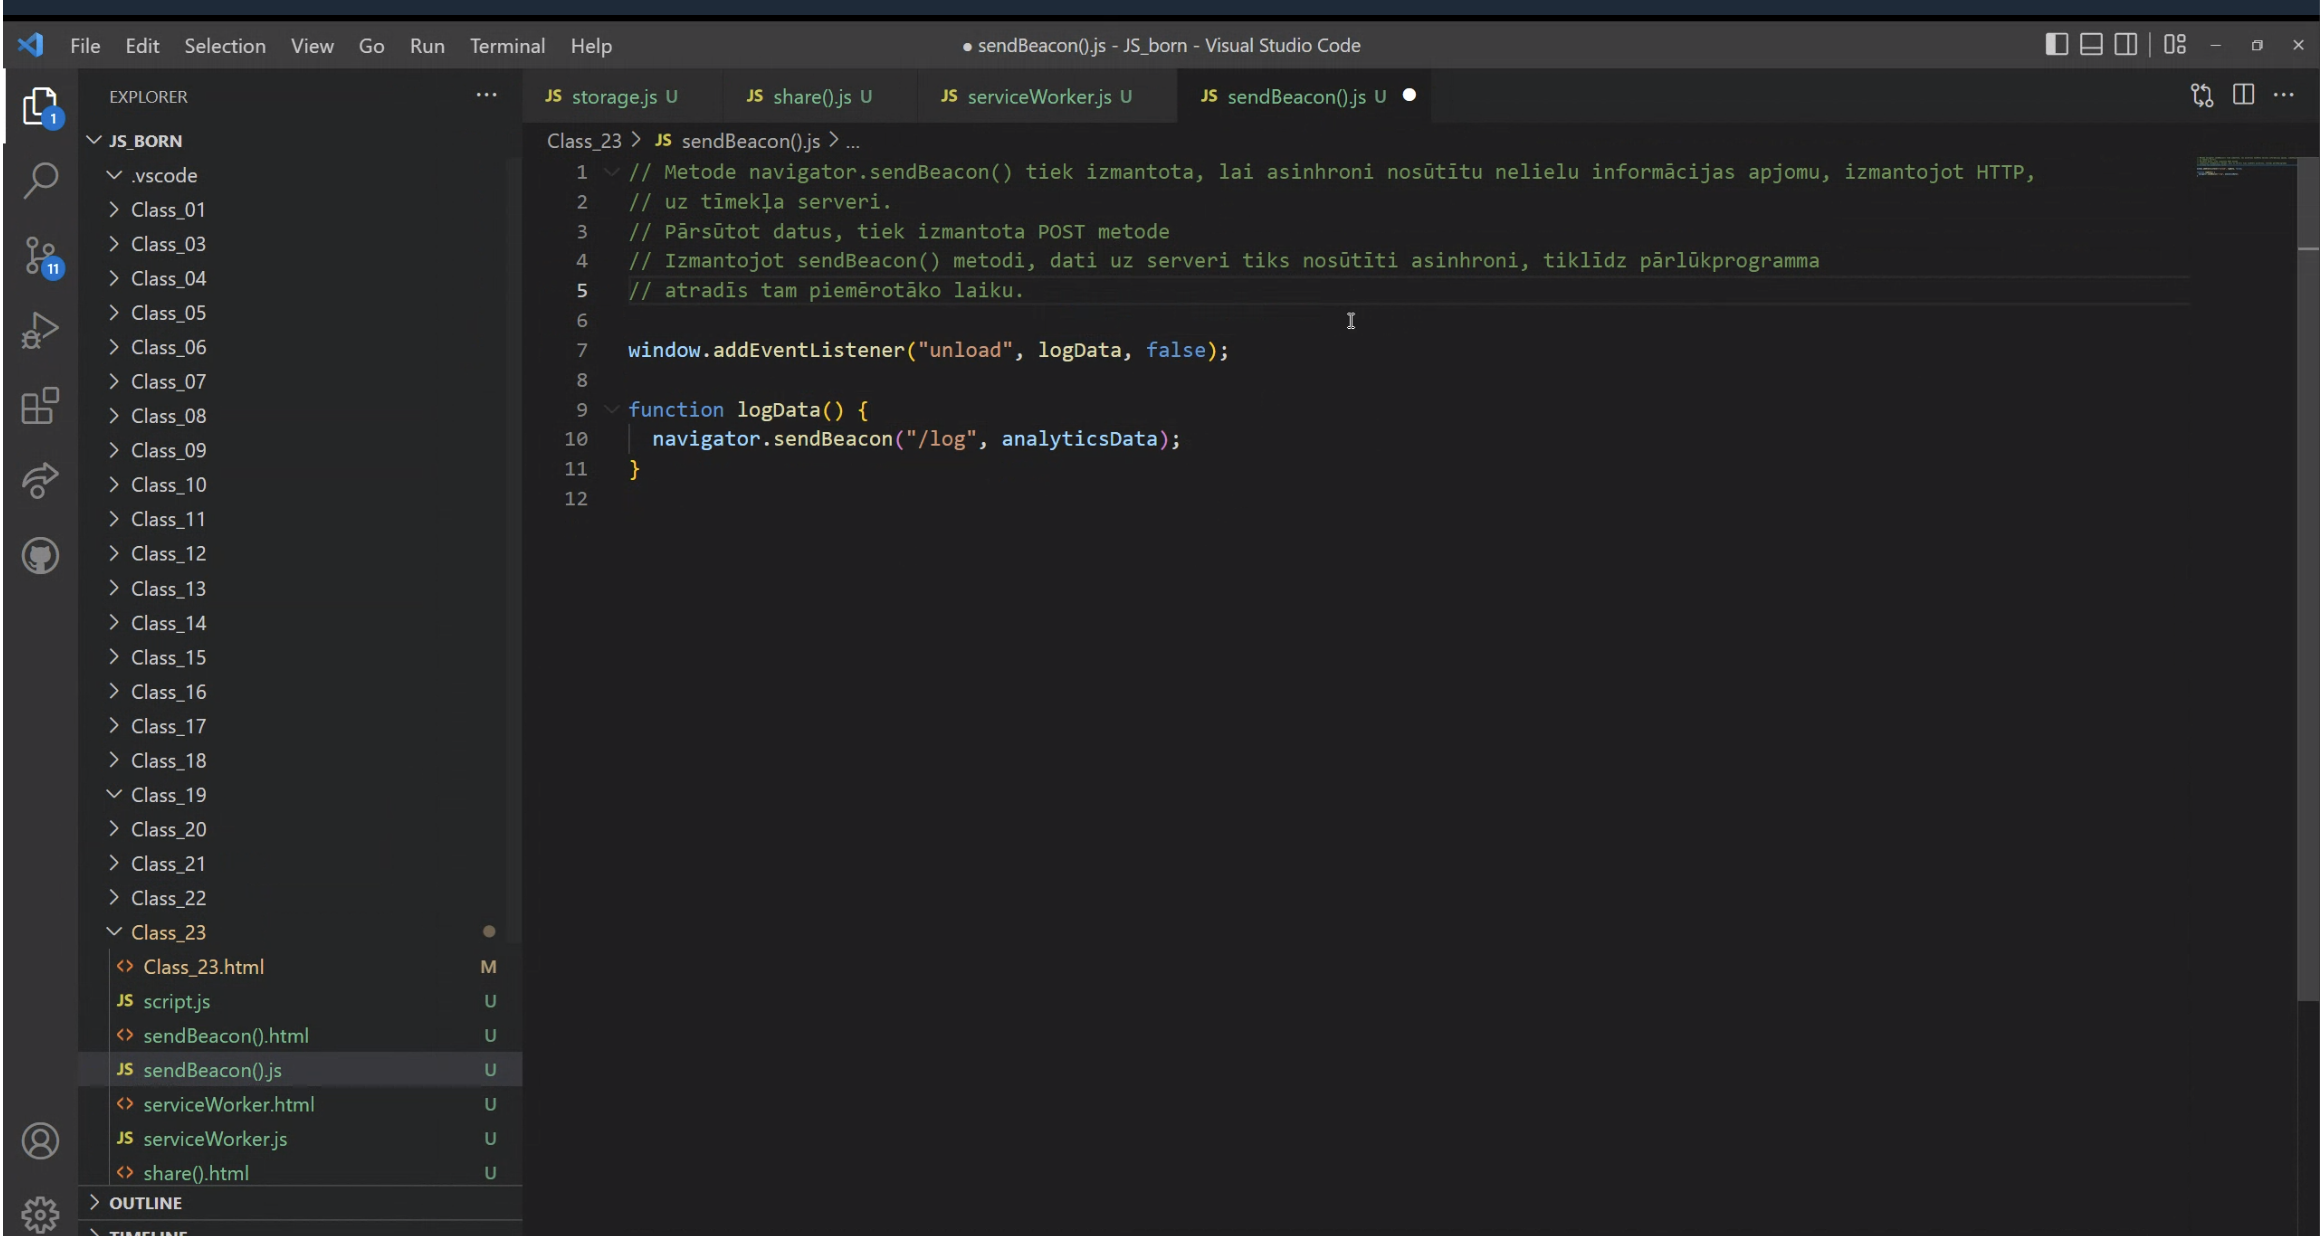 File Edit Selection View Go Run Terminal Help
● sendBeacon().js - JS_born - Visual Studio Code
EXPLORER
JS storage.js U
JS share().js U
JS serviceWorker.js U
JS sendBeacon().js U
1
11
JS_BORN
.vscode
Class_01
Class_03
Class_04
Class_05
Class_06
Class_07
Class_08
Class_09
Class_10
Class_11
Class_12
Class_13
Class_14
Class_15
Class_16
Class_17
Class_18
Class_19
Class_20
Class_21
Class_22
Class_23
<> Class_23.html M
JS script.js U
<> sendBeacon().html U
JS sendBeacon().js U
<> serviceWorker.html U
JS serviceWorker.js U
<> share().html U
OUTLINE
TIMELINE
Class_23 > JS sendBeacon().js > ...
1 // Metode navigator.sendBeacon() tiek izmantota, lai asinhroni nosūtītu nelielu informācijas apjomu, izmantojot HTTP,
2 // uz tīmekļa serveri.
3 // Pārsūtot datus, tiek izmantota POST metode
4 // Izmantojot sendBeacon() metodi, dati uz serveri tiks nosūtīti asinhroni, tiklīdz pārlūkprogramma
5 // atradīs tam piemērotāko laiku.
6
7 window.addEventListener("unload", logData, false);
8
9 function logData() {
10 navigator.sendBeacon("/log", analyticsData);
11 }
12